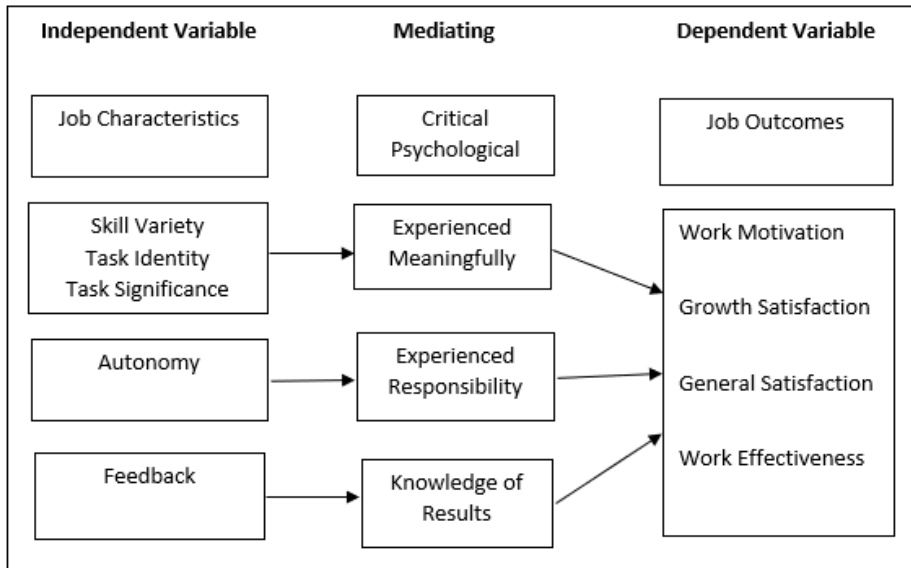 Independent Variable
Mediating
Dependent Variable
Job Characteristics
Critical
Psychological
Job Outcomes
Skill Variety
Task Identity
Task Significance
Experienced
Meaningfully
Work Motivation
Growth Satisfaction
General Satisfaction
Work Effectiveness
Autonomy
Experienced
Responsibility
Feedback
Knowledge of
Results